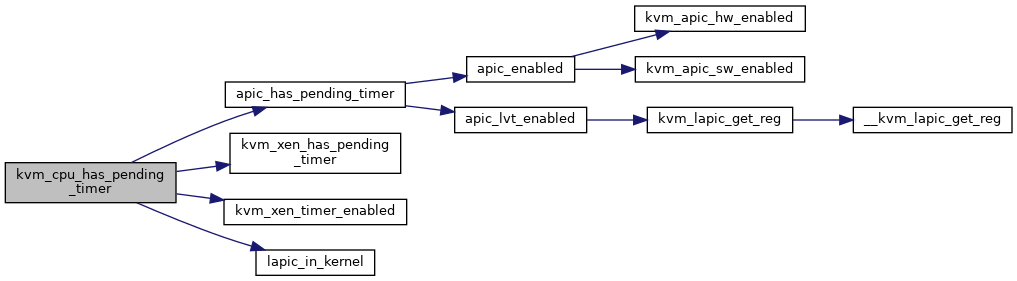 kvm_apic_hw_enabled
apic_enabled
kvm_apic_sw_enabled
apic_has_pending_timer
apic_lvt_enabled
kvm_lapic_get_reg
__kvm_lapic_get_reg
kvm_xen_has_pending
_timer
kvm_cpu_has_pending
_timer
kvm_xen_timer_enabled
lapic_in_kernel